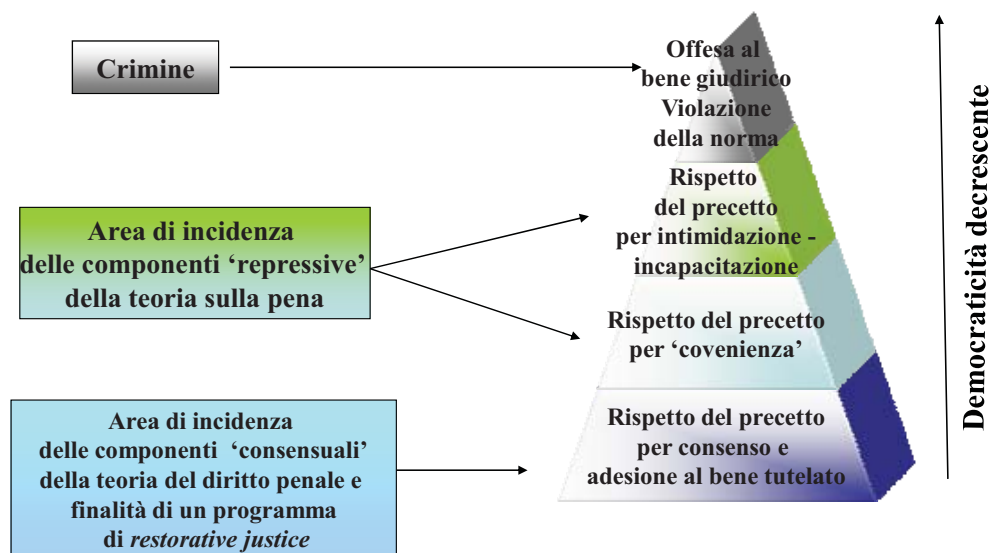 Crimine
Offesa al
bene giudirico
Violazione
della norma
Area di incidenza
delle componenti ‘repressive’
della teoria sulla pena
Rispetto
del precetto
per intimidazione -
incapacitazione
Rispetto del precetto
per ‘covenienza’
Area di incidenza
delle componenti ‘consensuali’
della teoria del diritto penale e
finalità di un programma
di restorative justice
Rispetto del precetto
per consenso e
adesione al bene tutelato
Democraticità decrescente